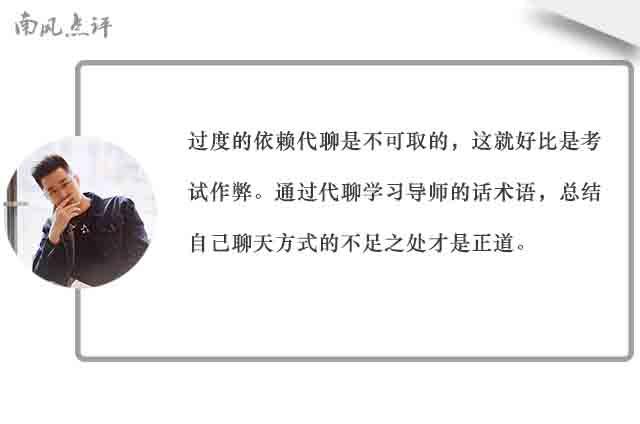 南风点评
过度的依赖代聊是不可取的，这就好比是考
试作弊。通过代聊学习导师的话术语，总结
自己聊天方式的不足之处才是正道。